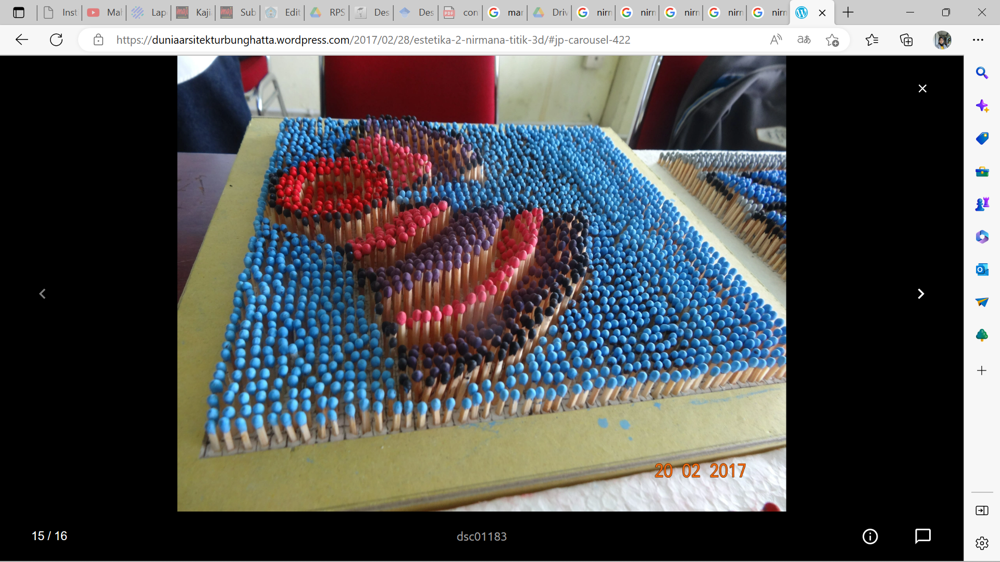 Inst
Mal
Lap
Kaji
Sub
Edit
RPS
Des
Des
con
mar
Driv
nirn
nirn
nirn
nirn
nirn
https://duniaarsitekturbunghatta.wordpress.com/2017/02/28/estetika-2-nirmana-titik-3d/#jp-carousel-422
20 02 2017
15 / 16
dsc01183